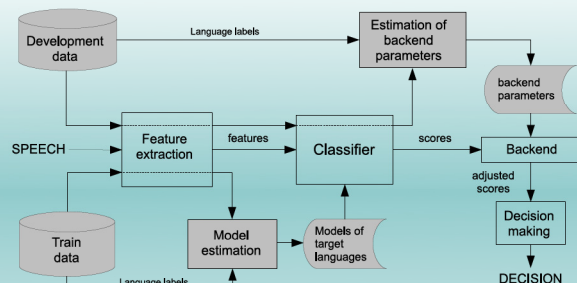 Development
data
Language labels
Estimation of
backend
parameters
backend
parameters
SPEECH
Feature
extraction
features
Classifier
scores
Backend
adjusted
scores
Train
data
Model
estimation
Models of
target
languages
Decision
making
Language labels
DECISION